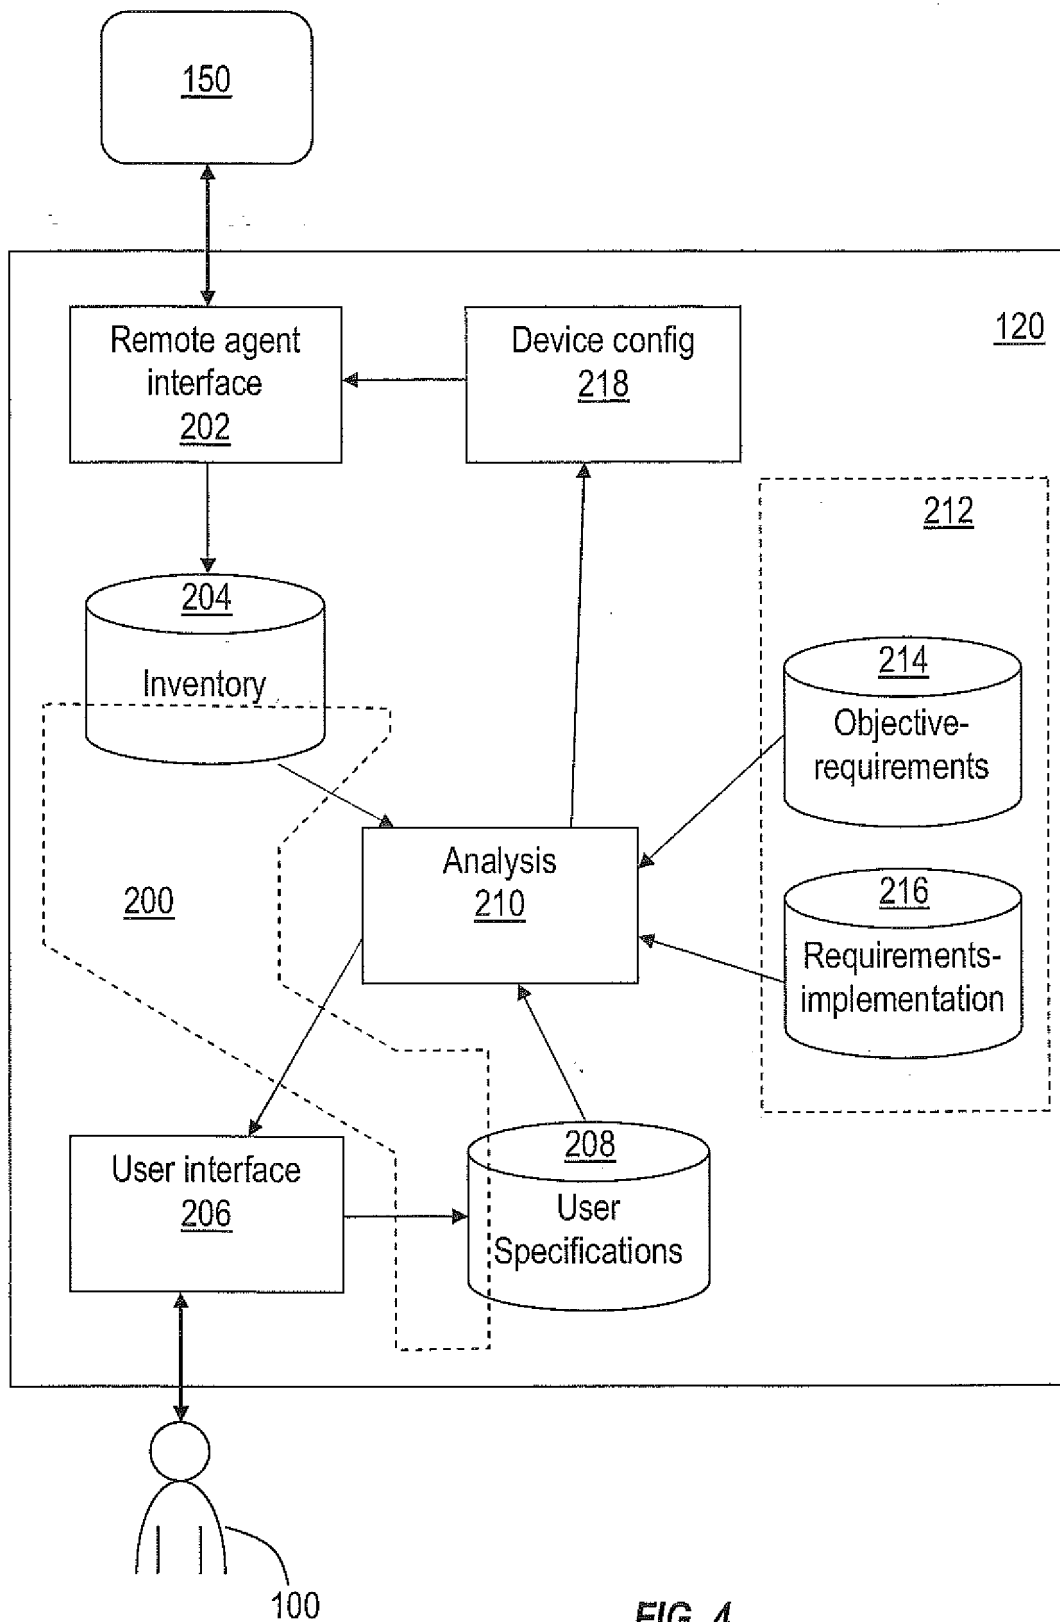 150
120
Remote agent
interface
202
Device config
218
212
204
Inventory
214
Objective-
requirements
Analysis
210
200
216
Requirements-
implementation
User interface
206
208
User
Specifications
100
FIG. 4